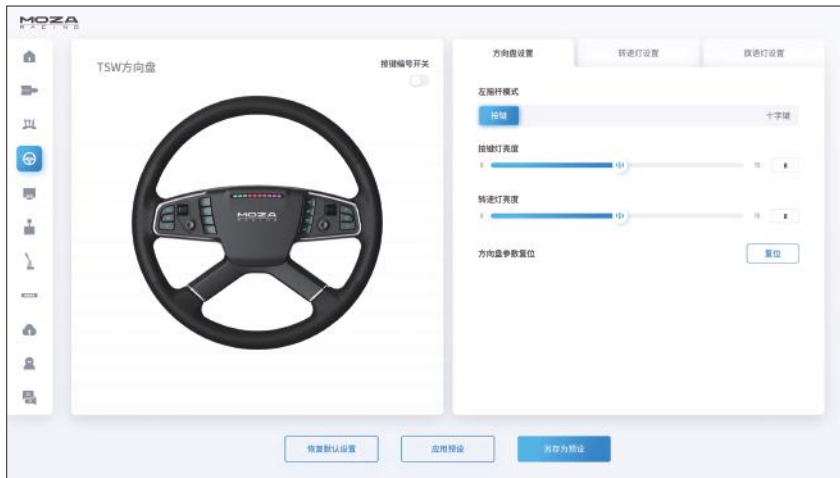 MOZA
RACING
TSW方向盘
按键编号开关
MOZA
方向盘设置
转速灯设置
旗语灯设置
左摇杆模式
按键
十字键
按键灯亮度
0
15
8
转速灯亮度
0
15
8
方向盘参数复位
复位
恢复默认设置
应用预设
另存为预设